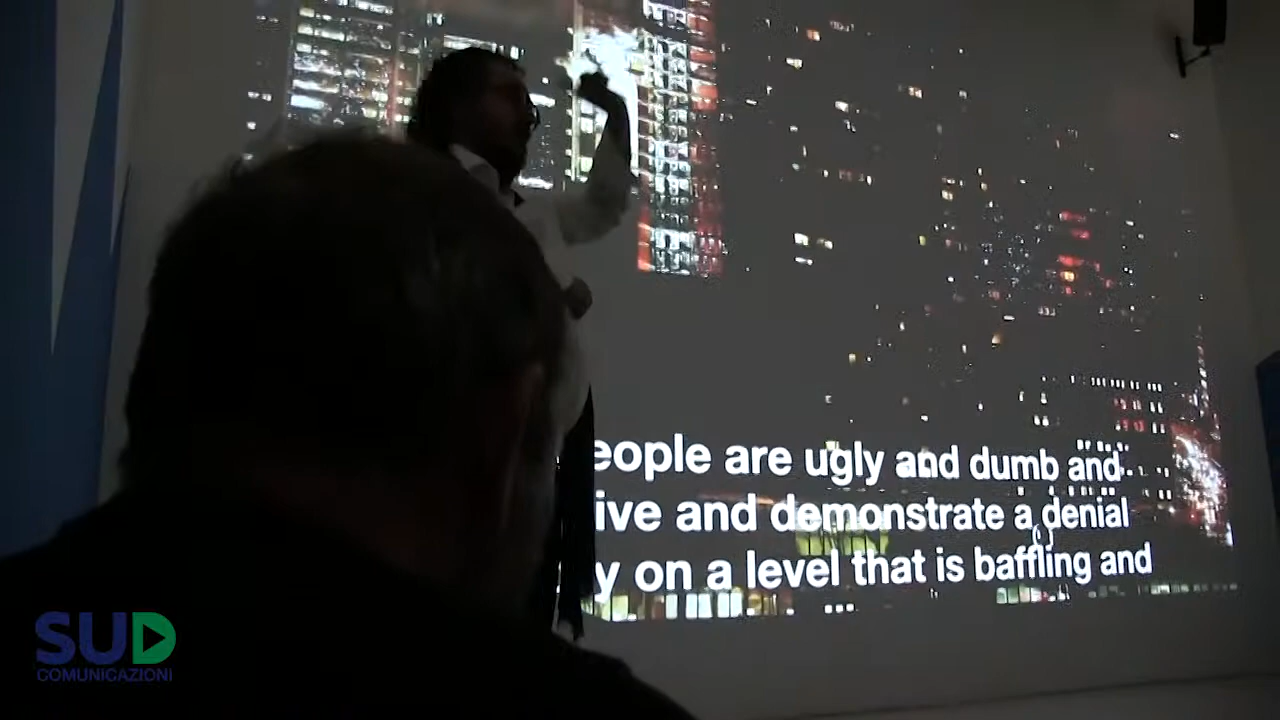 eople are ugly and dumb and
ive and demonstrate a denial
y on a level that is baffling and
SUD
COMUNICAZIONI